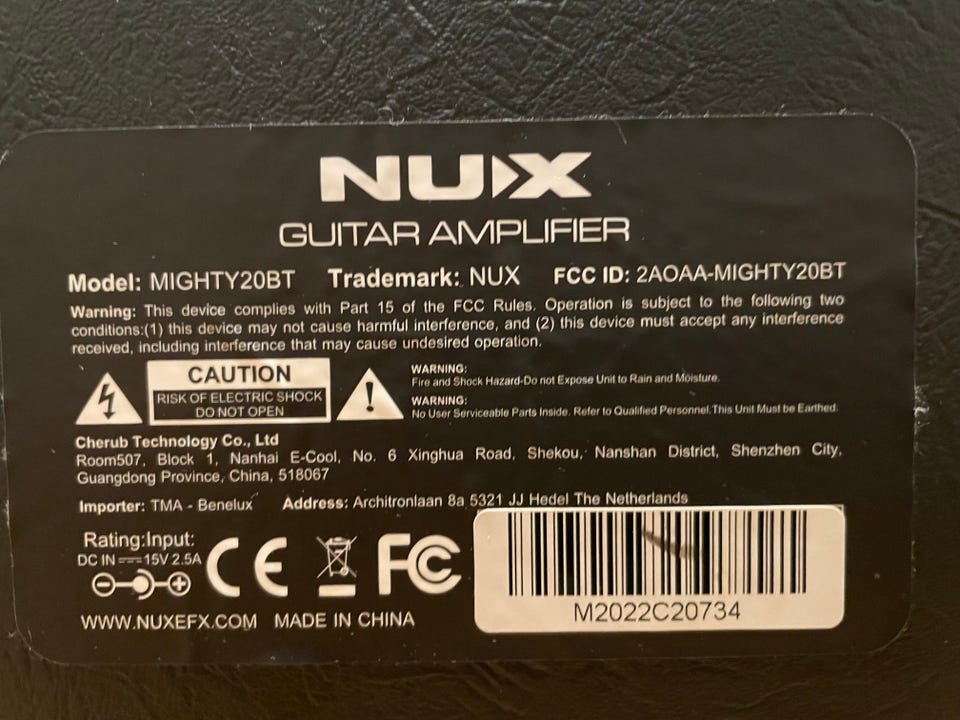 NUX
GUITAR AMPLIFIER
Model: MIGHTY20BT Trademark: NUX FCC ID: 2AOAA-MIGHTY20BT
Warning: This device complies with Part 15 of the FCC Rules. Operation is subject to the following two
conditions:(1) this device may not cause harmful interference, and (2) this device must accept any interference
received, including interference that may cause undesired operation.
CAUTION
RISK OF ELECTRIC SHOCK
DO NOT OPEN
WARNING:
Fire and Shock Hazard-Do not Expose Unit to Rain and Moisture.
WARNING:
No User Serviceable Parts Inside. Refer to Qualified Personnel.This Unit Must be Earthed.
Cherub Technology Co., Ltd
Room507, Block 1, Nanhai E-Cool, No. 6 Xinghua Road, Shekou, Nanshan District, Shenzhen City,
Guangdong Province, China, 518067
Importer: TMA - Benelux Address: Architronlaan 8a 5321 JJ Hedel The Netherlands
Rating:Input:
DC IN ⎓ 15V 2.5A
CE FC
M2022C20734
WWW.NUXEFX.COM MADE IN CHINA